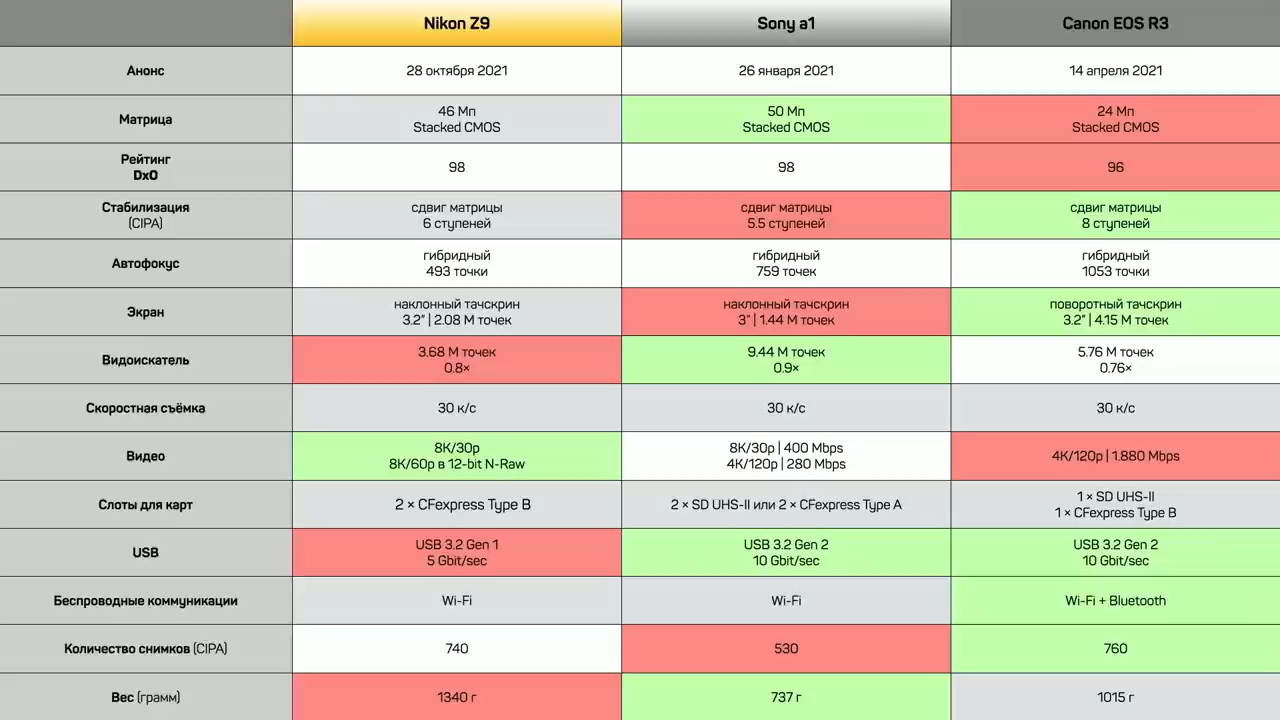 Nikon Z9
Sony a1
Canon EOS R3
Анонс
28 октября 2021
26 января 2021
14 апреля 2021
Матрица
46 Мп
Stacked CMOS
50 Мп
Stacked CMOS
24 Мп
Stacked CMOS
Рейтинг
DxO
98
98
96
Стабилизация
(CIPA)
сдвиг матрицы
6 ступеней
сдвиг матрицы
5.5 ступеней
сдвиг матрицы
8 ступеней
Автофокус
гибридный
493 точки
гибридный
759 точек
гибридный
1053 точки
Экран
наклонный тачскрин
3.2" | 2.08 М точек
наклонный тачскрин
3" | 1.44 М точек
поворотный тачскрин
3.2" | 4.15 М точек
Видоискатель
3.68 М точек
0.8×
9.44 М точек
0.9×
5.76 М точек
0.76×
Скоростная съёмка
30 к/с
30 к/с
30 к/с
Видео
8K/30p
8K/60p в 12-bit N-Raw
8K/30p | 400 Mbps
4K/120p | 280 Mbps
4K/120p | 1.880 Mbps
Слоты для карт
2 × CFexpress Type B
2 × SD UHS-II или 2 × CFexpress Type A
1 × SD UHS-II
1 × CFexpress Type B
USB
USB 3.2 Gen 1
5 Gbit/sec
USB 3.2 Gen 2
10 Gbit/sec
USB 3.2 Gen 2
10 Gbit/sec
Беспроводные коммуникации
Wi-Fi
Wi-Fi
Wi-Fi + Bluetooth
Количество снимков (CIPA)
740
530
760
Вес (грамм)
1340 г
737 г
1015 г